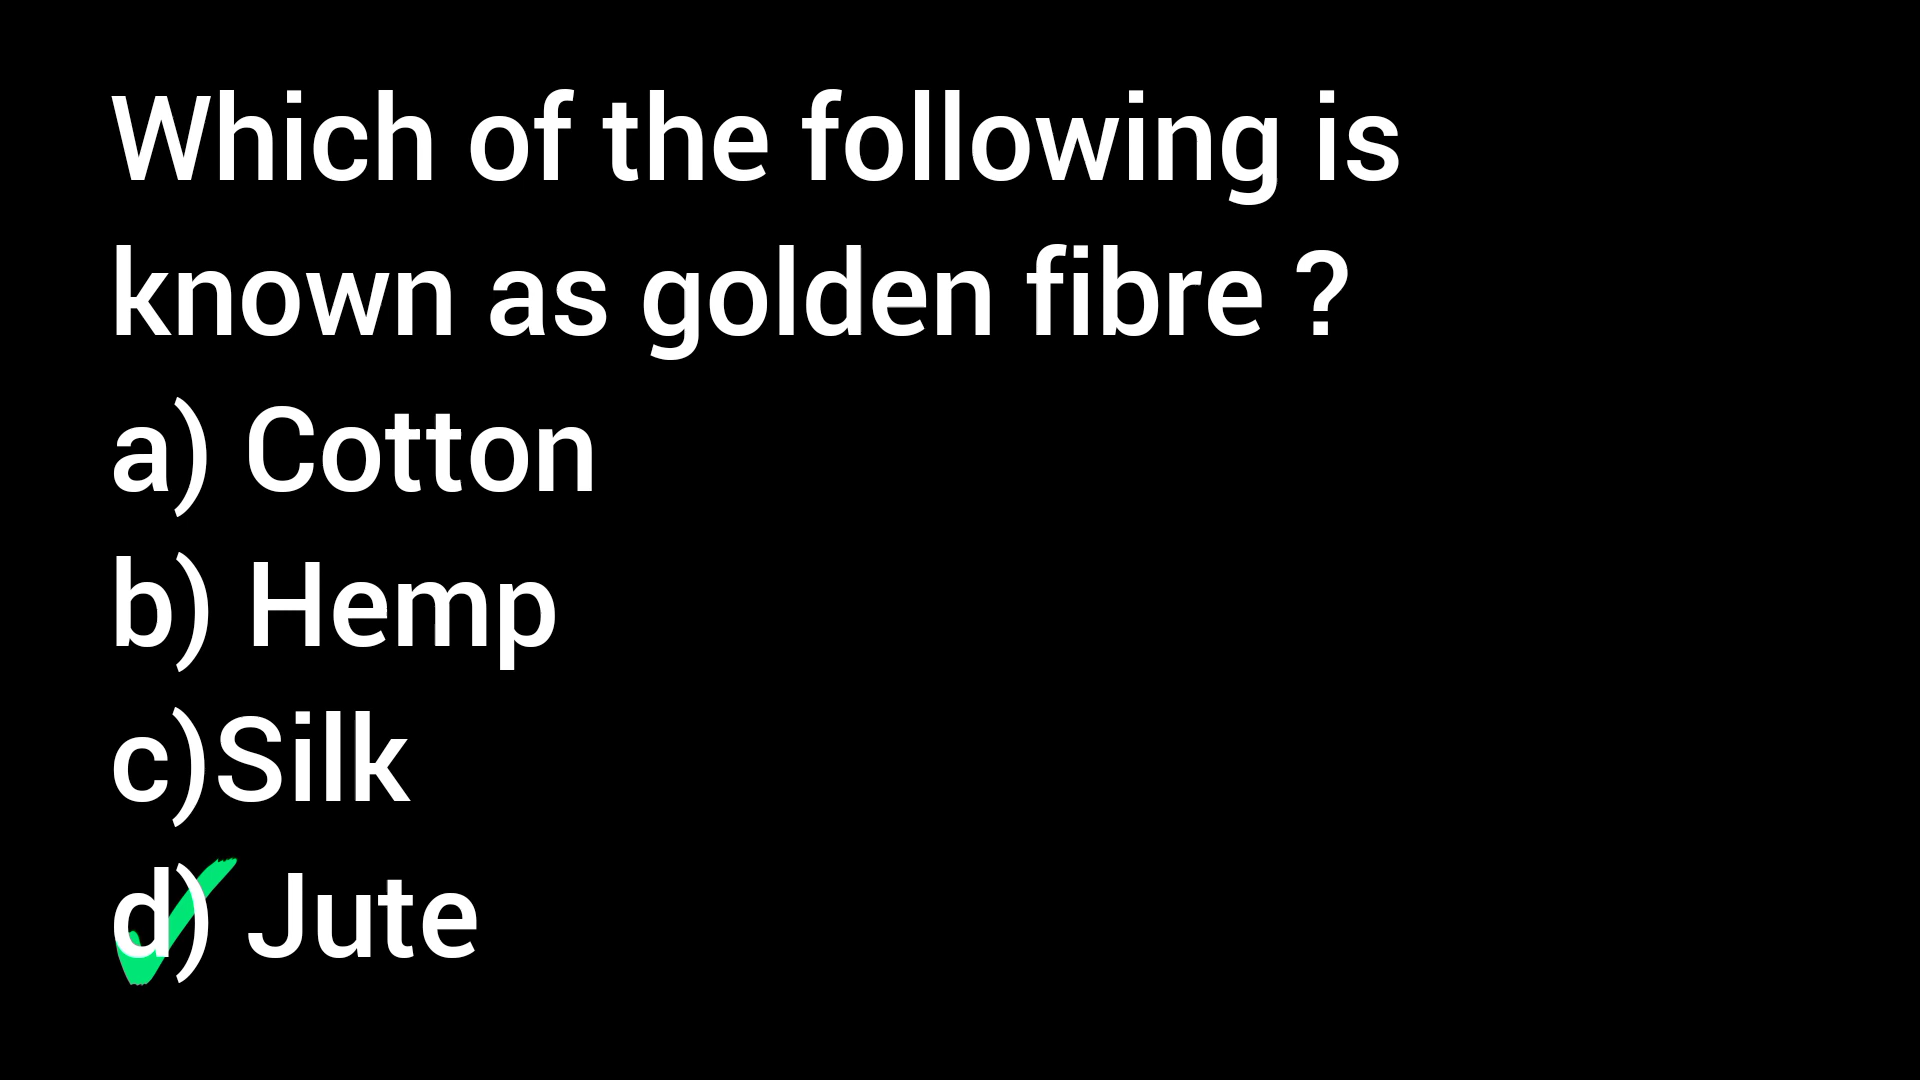 Which of the following is
known as golden fibre ?
a) Cotton
b) Hemp
c)Silk
d) Jute